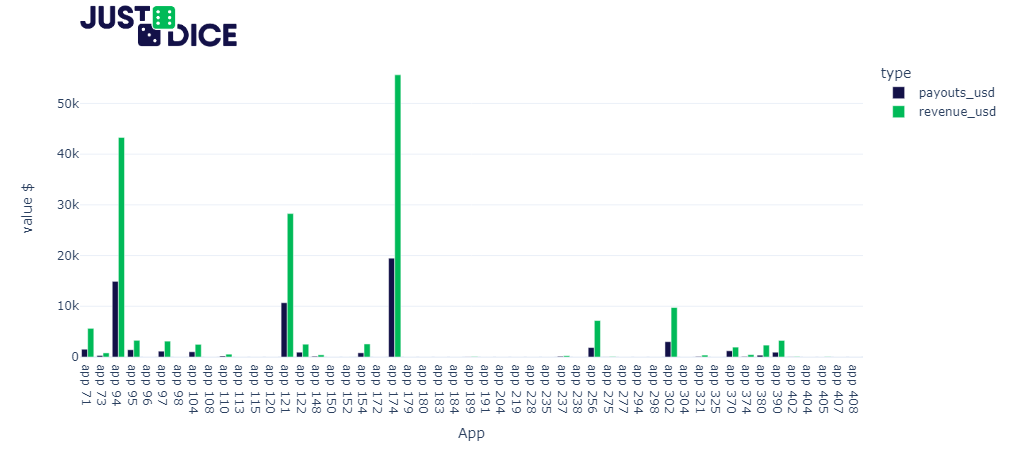 JUST
DICE
type
payouts_usd
revenue_usd
50k
40k
30k
20k
10k
0
value $
app 71
app 73
app 94
app 95
app 96
app 97
app 98
app 104
app 108
app 110
app 113
app 115
app 120
app 121
app 122
app 148
app 150
app 152
app 154
app 172
app 174
app 179
app 180
app 183
app 184
app 189
app 191
app 204
app 219
app 228
app 235
app 237
app 238
app 256
app 275
app 277
app 294
app 298
app 302
app 304
app 321
app 325
app 370
app 374
app 380
app 390
app 402
app 404
app 405
app 407
app 408
App